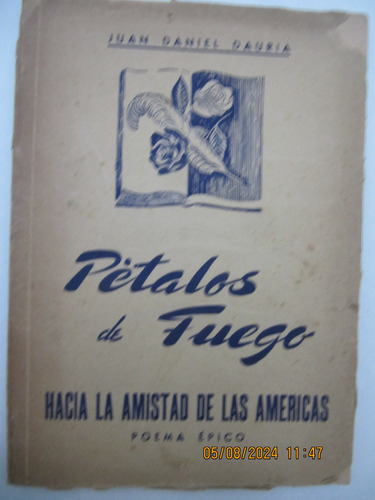 JUAN DANIEL DAURIA
Pétalos
de Fuego
HACIA LA AMISTAD DE LAS AMERICAS
POEMA ÉPICO
05/08/2024 11:47